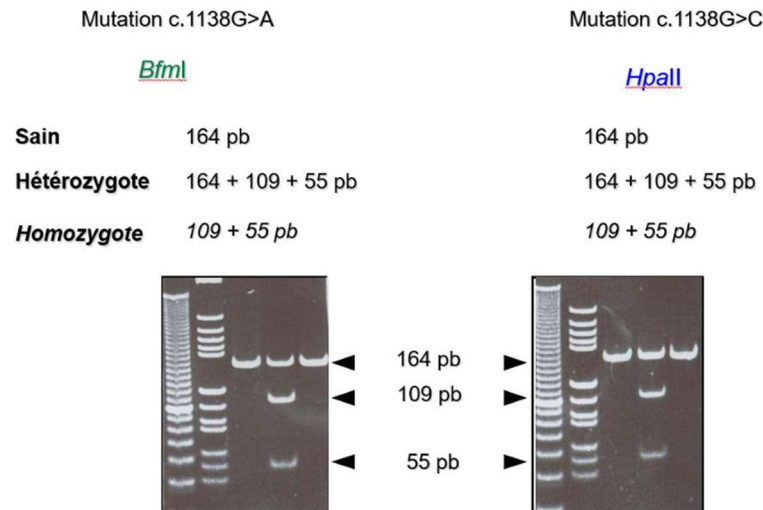 Mutation c.1138G>A
Mutation c.1138G>C
BfmI
HpaII
Sain 164 pb 164 pb
Hétérozygote 164 + 109 + 55 pb 164 + 109 + 55 pb
Homozygote 109 + 55 pb 109 + 55 pb
164 pb
109 pb
55 pb